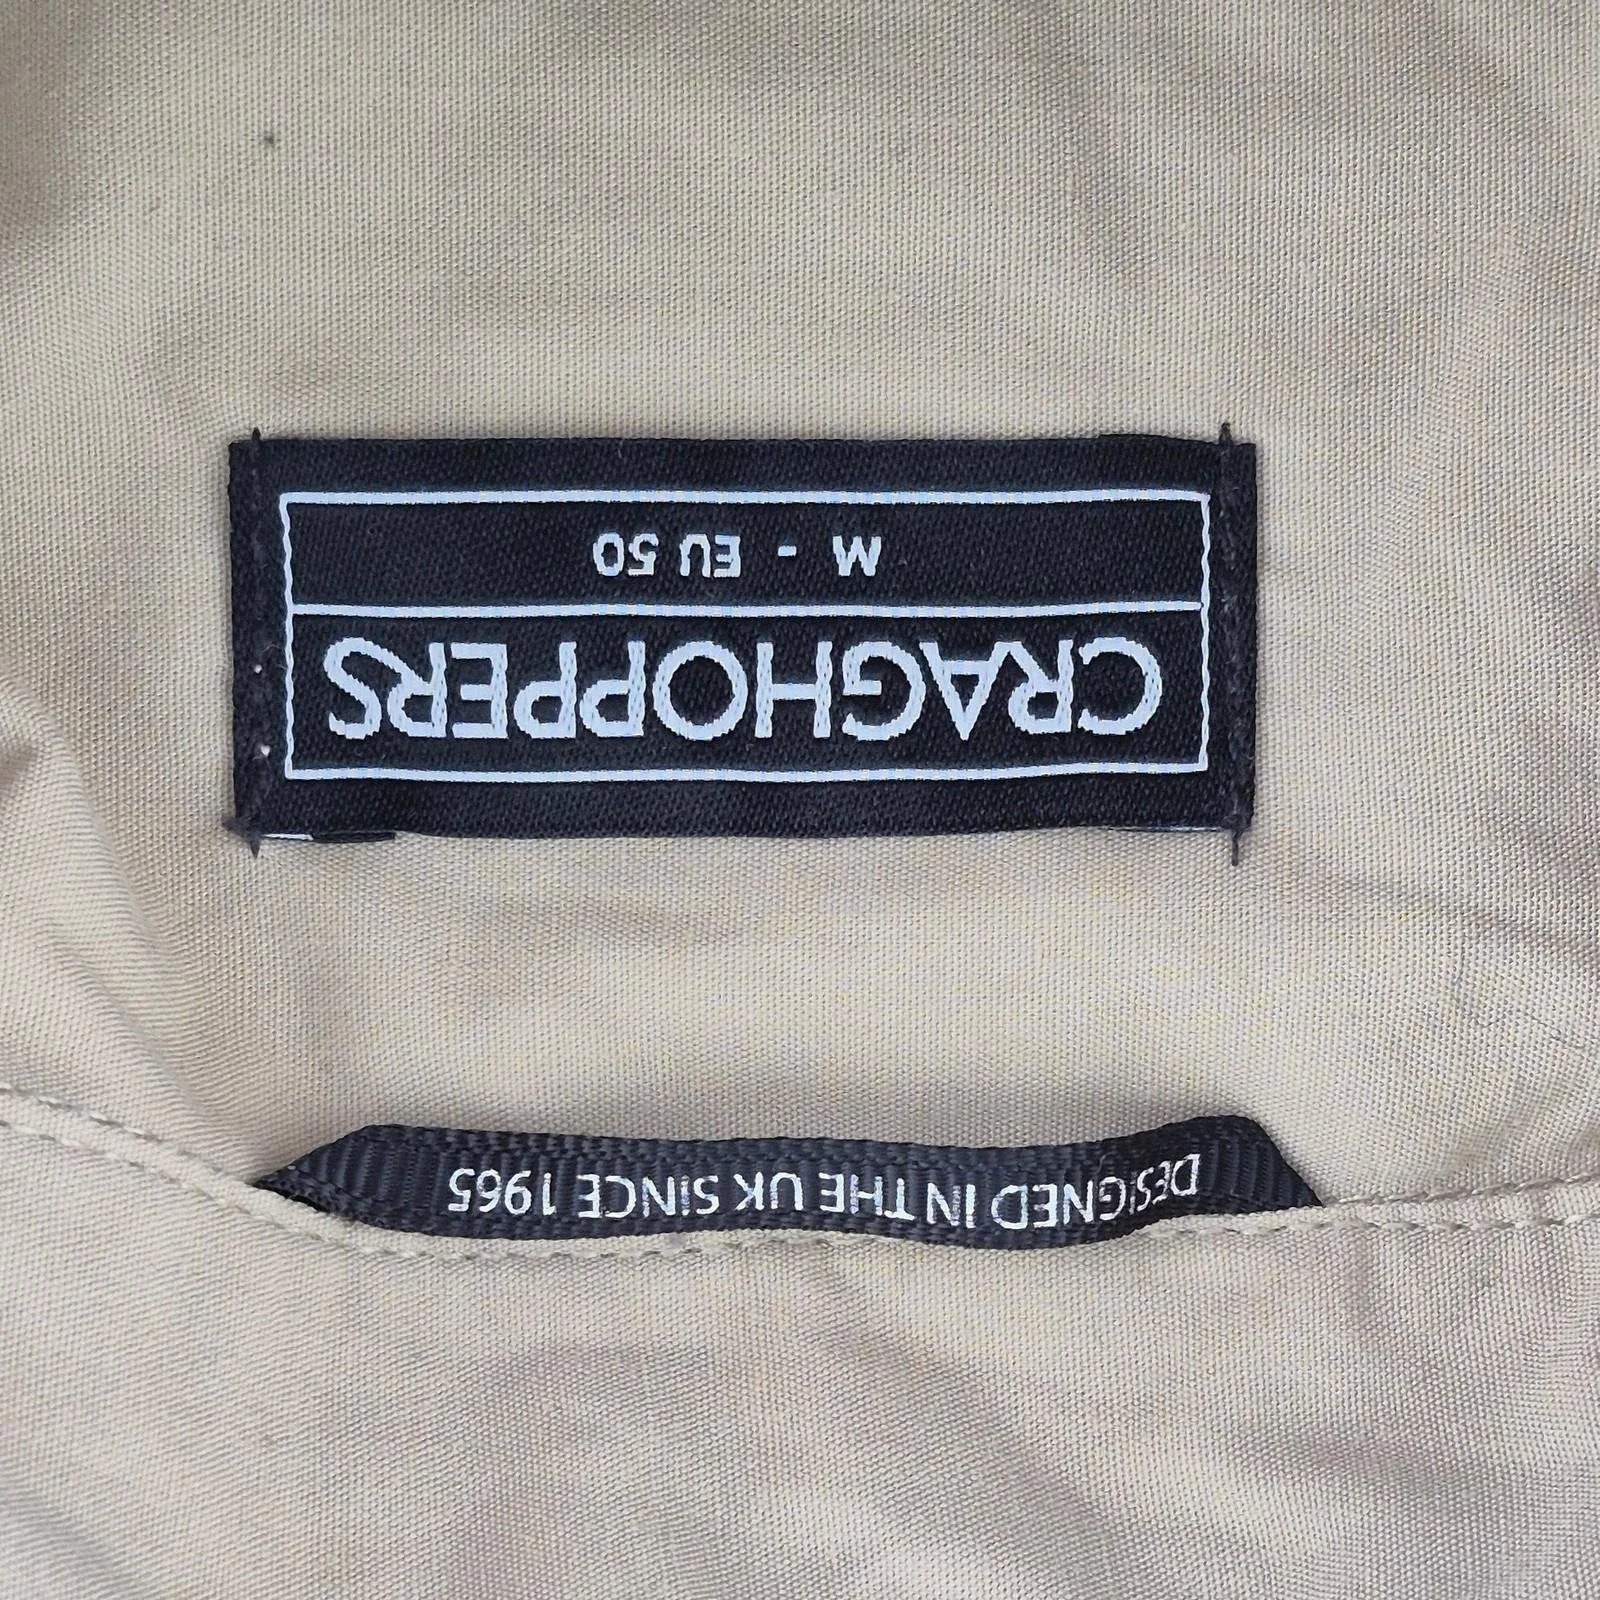 CRAGHOPPERS
M - EU 50
DESIGNED IN THE UK SINCE 1965